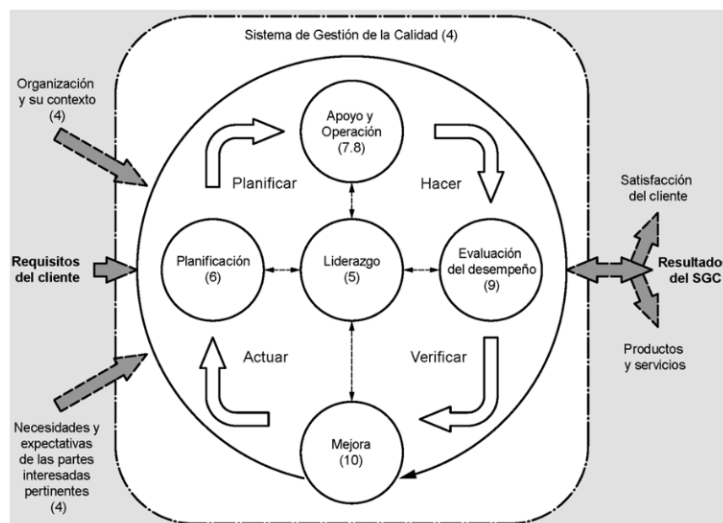 Sistema de Gestión de la Calidad (4)
Organización
y su contexto
(4)
Apoyo y
Operación
(7.8)
Planificar
Hacer
Satisfacción
del cliente
Requisitos
del cliente
Planificación
(6)
Liderazgo
(5)
Evaluación
del desempeño
(9)
Resultado
del SGC
Actuar
Verificar
Productos
y servicios
Necesidades y
expectativas
de las partes
interesadas
pertinentes
(4)
Mejora
(10)